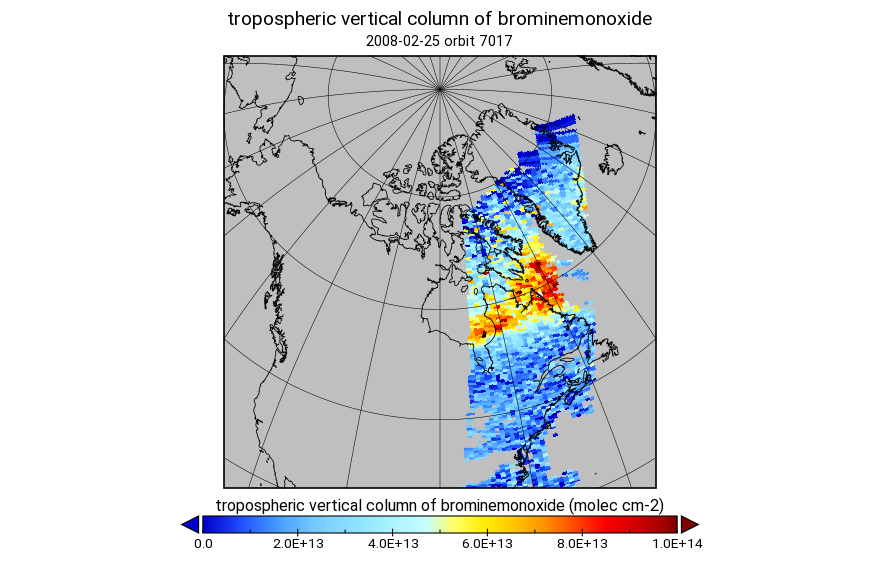 tropospheric vertical column of brominemonoxide
2008-02-25 orbit 7017
tropospheric vertical column of brominemonoxide (molec cm-2)
0.0 2.0E+13 4.0E+13 6.0E+13 8.0E+13 1.0E+14